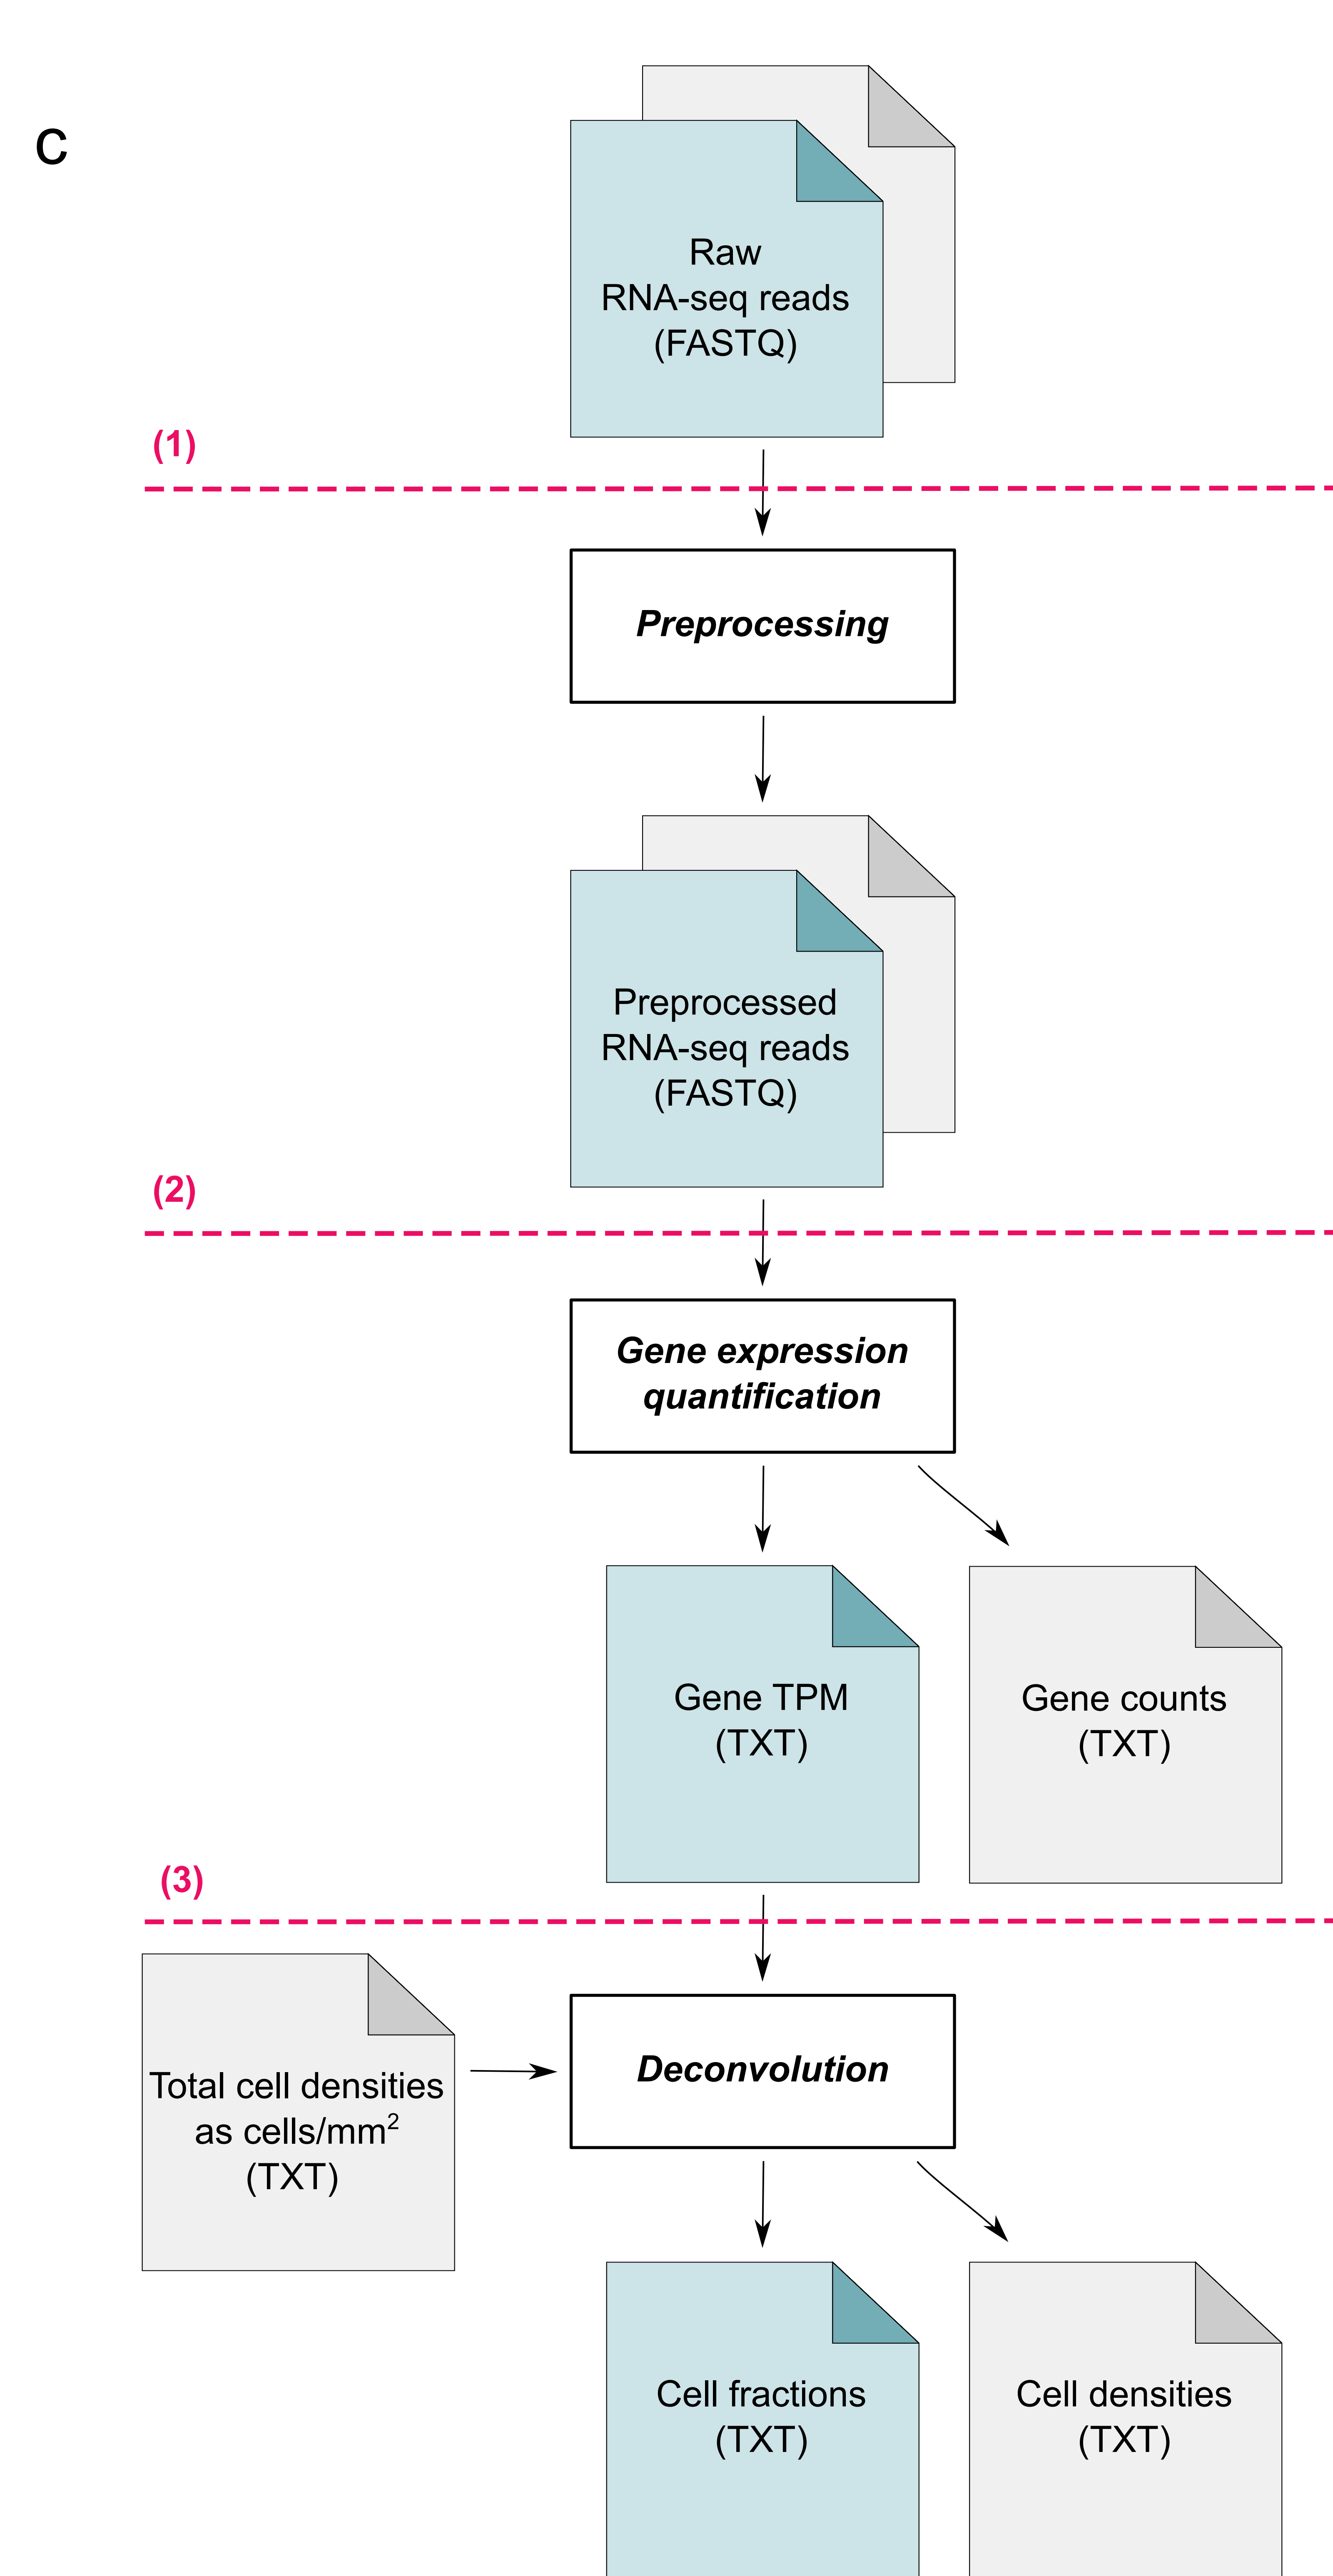 c
Raw
RNA-seq reads
(FASTQ)
(1)
Preprocessing
Preprocessed
RNA-seq reads
(FASTQ)
(2)
Gene expression
quantification
Gene TPM
(TXT)
Gene counts
(TXT)
(3)
Total cell densities
as cells/mm²
(TXT)
Deconvolution
Cell fractions
(TXT)
Cell densities
(TXT)